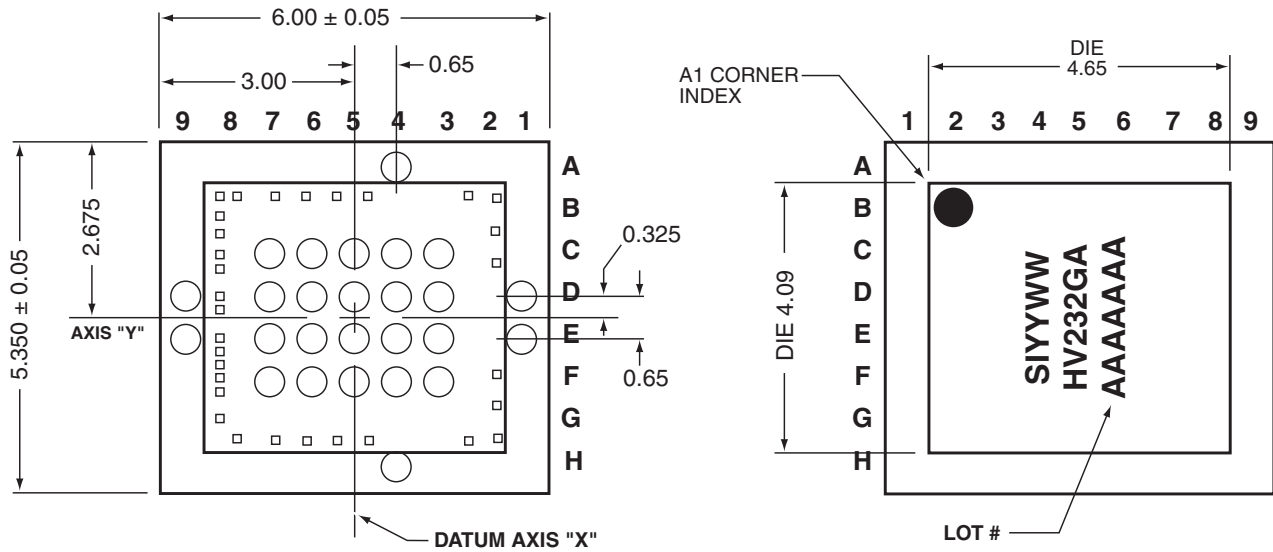 6.00 ± 0.05
0.65
3.00
9 8 7 6 5 4 3 2 1
A
B
C
D
E
F
G
H
2.675
5.350 ± 0.05
AXIS "Y"
0.325
0.65
DATUM AXIS "X"
DIE
4.65
A1 CORNER
INDEX
1 2 3 4 5 6 7 8 9
A
B
C
D
E
F
G
H
DIE 4.09
SIYYWW
HV232GA
AAAAAAA
LOT #